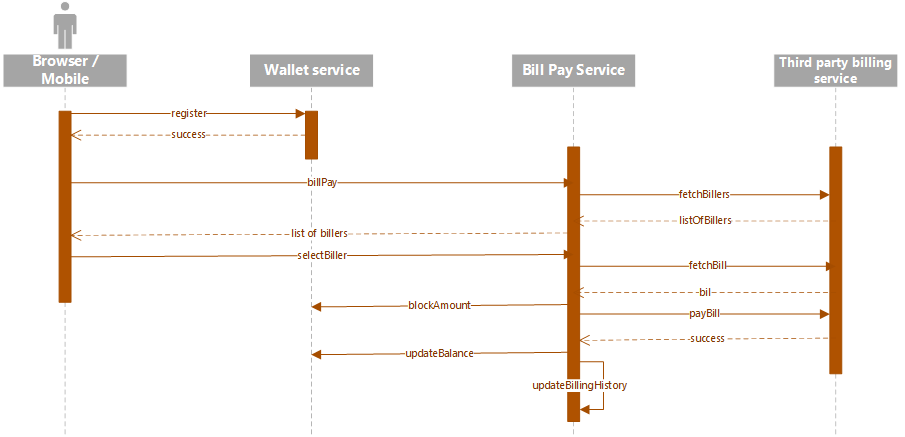 Browser /
Mobile
Wallet service
Bill Pay Service
Third party billing
service
register
success
billPay
fetchBillers
listOfBillers
list of billers
selectBiller
fetchBill
bil
blockAmount
payBill
success
updateBalance
updateBillingHistory